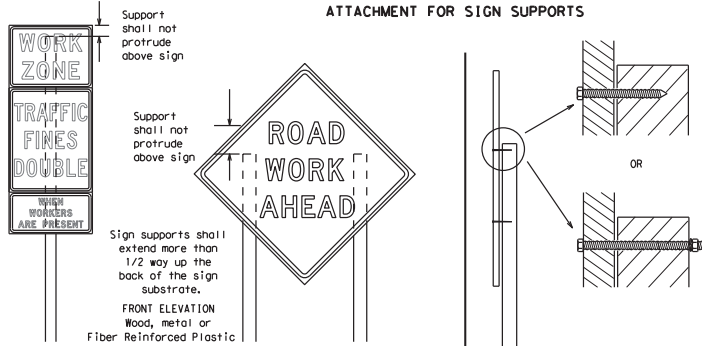 ATTACHMENT FOR SIGN SUPPORTS
Support
shall not
protrude
above sign
WORK
ZONE
TRAFFIC
FINES
DOUBLE
WHEN
WORKERS
ARE PRESENT
Support
shall not
protrude
above sign
ROAD
WORK
AHEAD
Sign supports shall
extend more than
1/2 way up the
back of the sign
substrate.
FRONT ELEVATION
Wood, metal or
Fiber Reinforced Plastic
OR